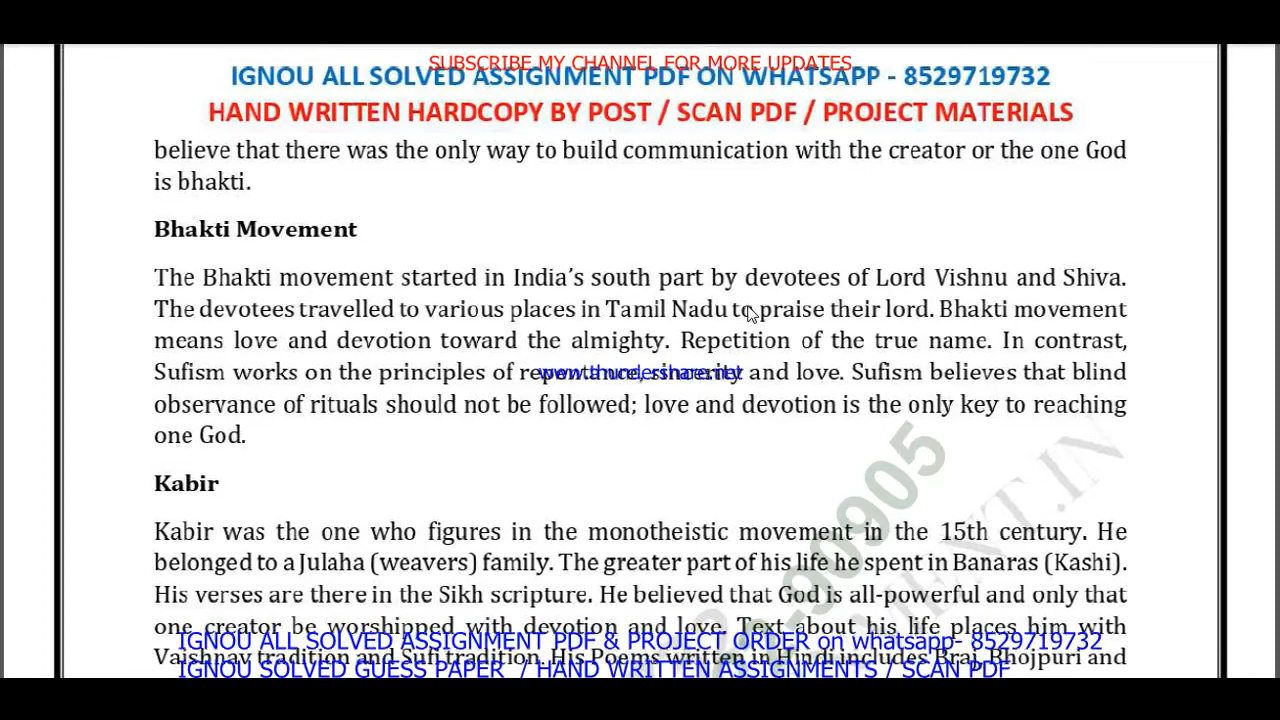 SUBSCRIBE MY CHANNEL FOR MORE UPDATES
IGNOU ALL SOLVED ASSIGNMENT PDF ON WHATSAPP - 8529719732
HAND WRITTEN HARDCOPY BY POST / SCAN PDF / PROJECT MATERIALS
believe that there was the only way to build communication with the creator or the one God
is bhakti.
Bhakti Movement
The Bhakti movement started in India's south part by devotees of Lord Vishnu and Shiva.
The devotees travelled to various places in Tamil Nadu to praise their lord. Bhakti movement
means love and devotion toward the almighty. Repetition of the true name. In contrast,
Sufism works on the principles of repentance, sincerity and love. Sufism believes that blind
observance of rituals should not be followed; love and devotion is the only key to reaching
one God.
Kabir
Kabir was the one who figures in the monotheistic movement in the 15th century. He
belonged to a Julaha (weavers) family. The greater part of his life he spent in Banaras (Kashi).
His verses are there in the Sikh scripture. He believed that God is all-powerful and only that
one creator be worshipped with devotion and love. Text about his life places him with
IGNOU ALL SOLVED ASSIGNMENT PDF & PROJECT ORDER on whatsapp- 8529719732
Vaishnav tradition and Sufi tradition. His Poems written in Hindi includes Braj, Bhojpuri and
IGNOU SOLVED GUESS PAPER / HAND WRITTEN ASSIGNMENTS / SCAN PDF